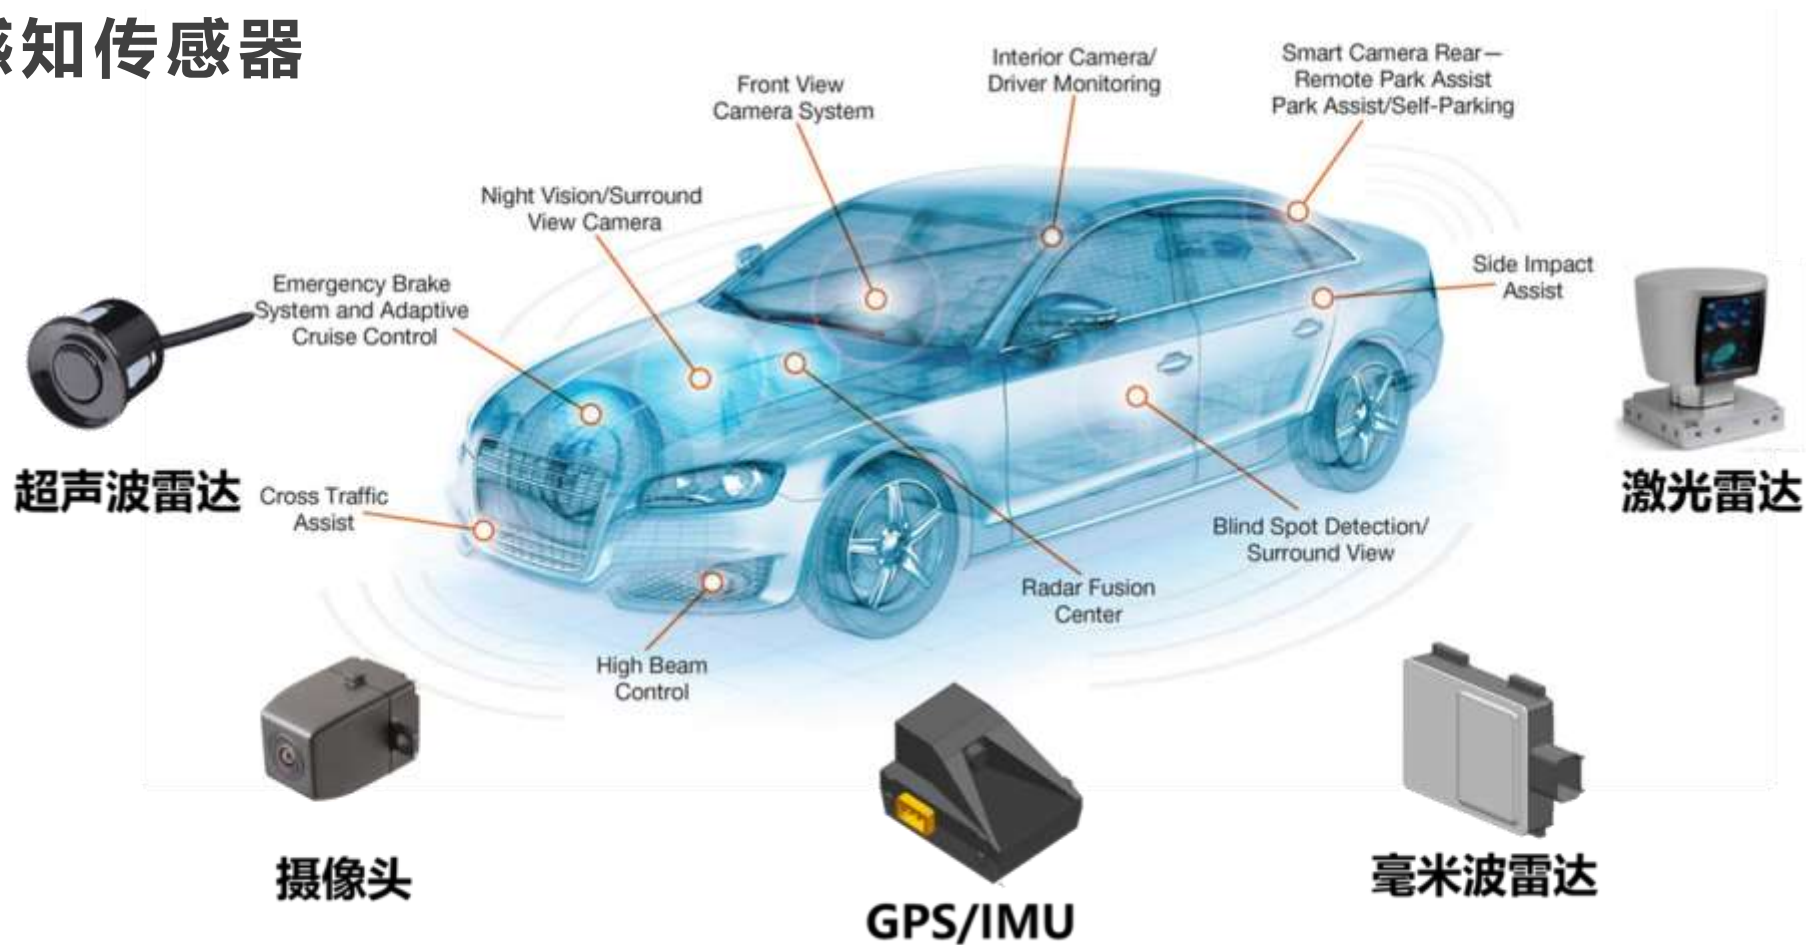 感知传感器
Interior Camera/
Driver Monitoring
Smart Camera Rear—
Remote Park Assist
Park Assist/Self-Parking
Front View
Camera System
Night Vision/Surround
View Camera
Emergency Brake
System and Adaptive
Cruise Control
Side Impact
Assist
超声波雷达
Cross Traffic
Assist
激光雷达
Blind Spot Detection/
Surround View
Radar Fusion
Center
High Beam
Control
摄像头
GPS/IMU
毫米波雷达